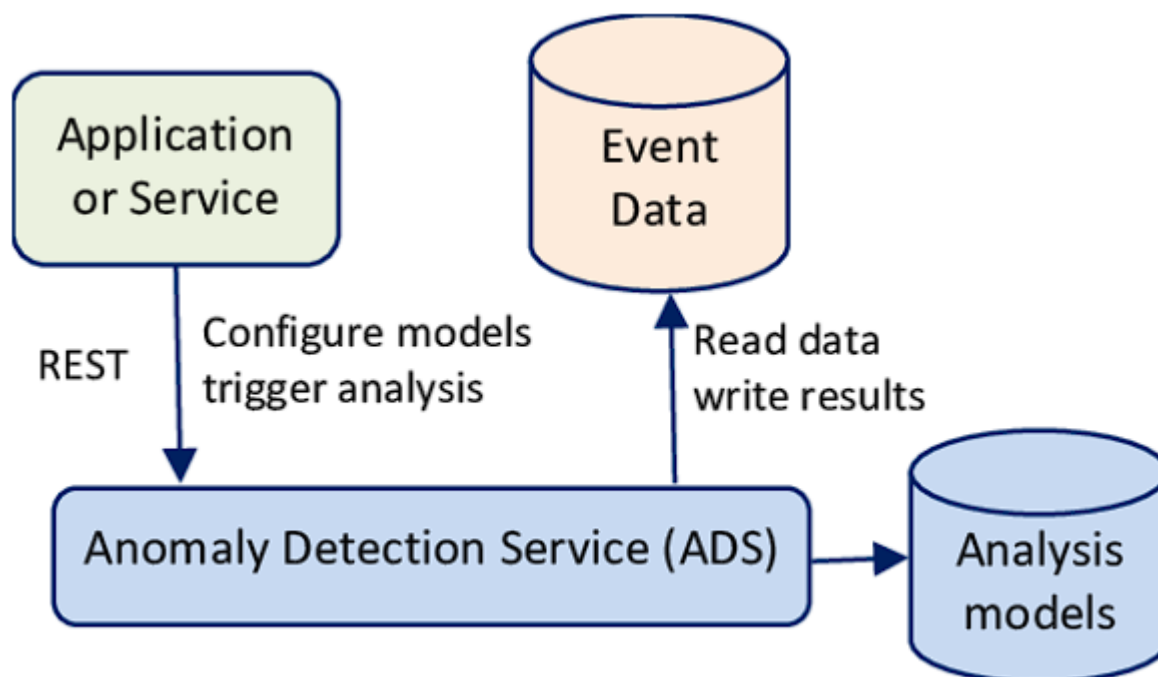 Application
or Service
Event
Data
REST
Configure models
trigger analysis
Read data
write results
Anomaly Detection Service (ADS)
Analysis
models